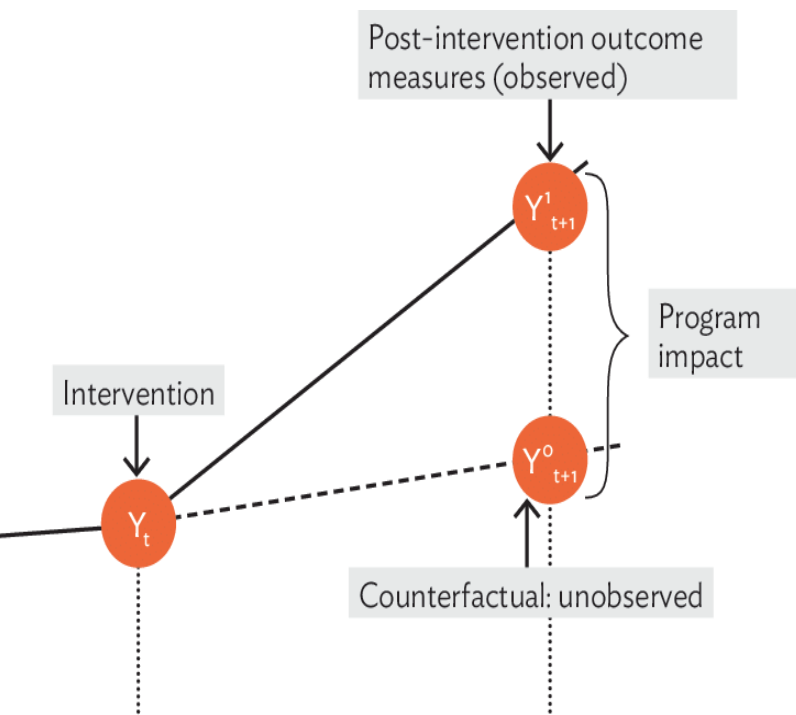 Post-intervention outcome
measures (observed)
Y¹ₜ₊₁
Program
impact
Intervention
Y⁰ₜ₊₁
Yₜ
Counterfactual: unobserved